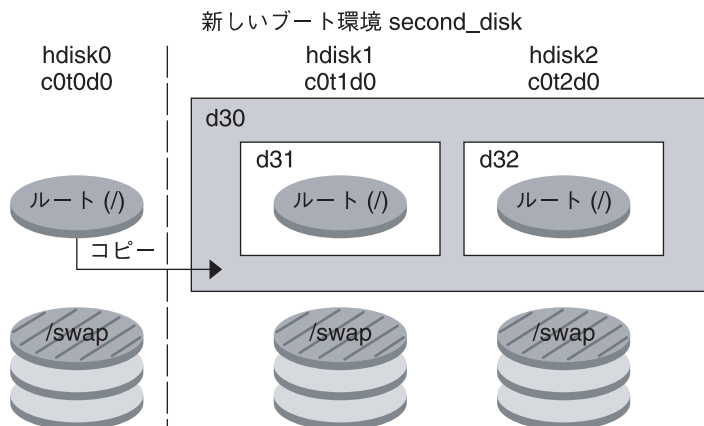 新しいブート環境 second_disk
hdisk0
c0t0d0
hdisk1
c0t1d0
hdisk2
c0t2d0
d30
d31
d32
ルート (/)
ルート (/)
ルート (/)
コピー
/swap
/swap
/swap